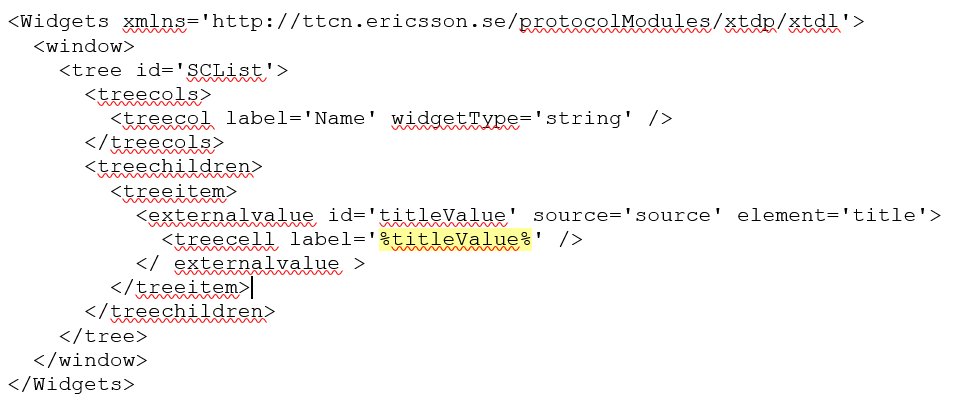 <Widgets xmlns='http://ttcn.ericsson.se/protocolModules/xtdp/xtdl'>
  <window>
    <tree id='SCList'>
      <treecols>
        <treecol label='Name' widgetType='string' />
      </treecols>
      <treechildren>
        <treeitem>
          <externalvalue id='titleValue' source='source' element='title'>
            <treecell label='%titleValue%' />
          </ externalvalue >
        </treeitem>
      </treechildren>
    </tree>
  </window>
</Widgets>